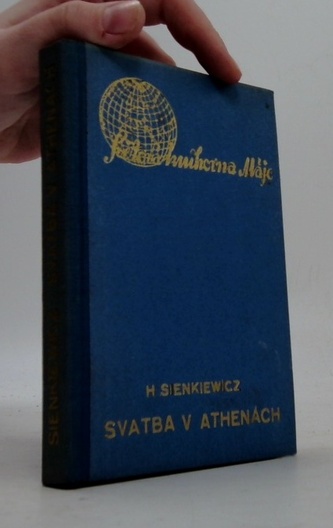 Světová knihovna Máje
H SIENKIEWICZ
SVATBA V ATHENÁCH